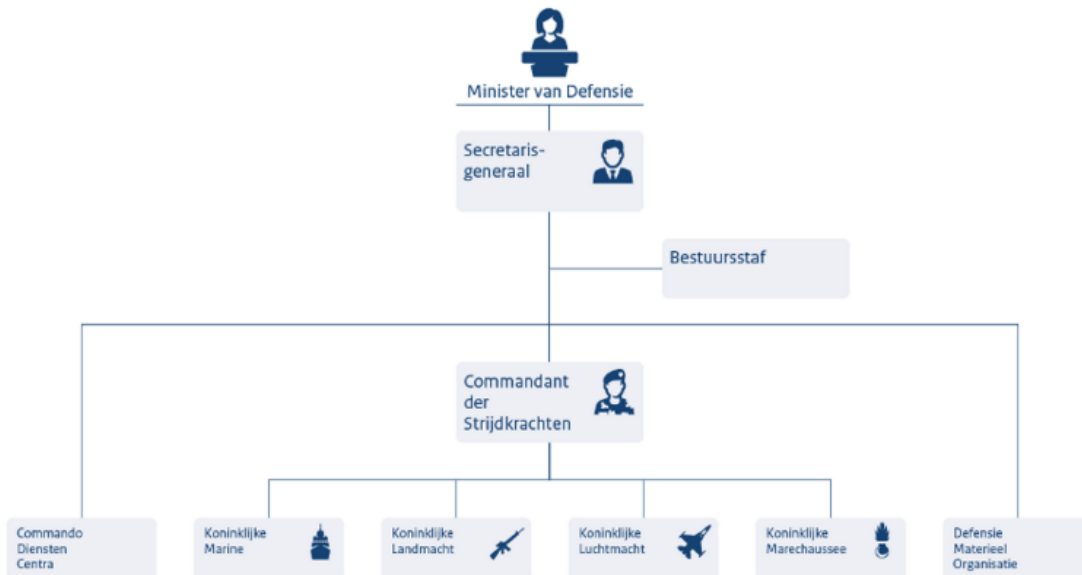 Minister van Defensie
Secretaris-
generaal
Bestuursstaf
Commandant
der
Strijdkrachten
Commando
Diensten
Centra
Koninklijke
Marine
Koninklijke
Landmacht
Koninklijke
Luchtmacht
Koninklijke
Marechaussee
Defensie
Materieel
Organisatie